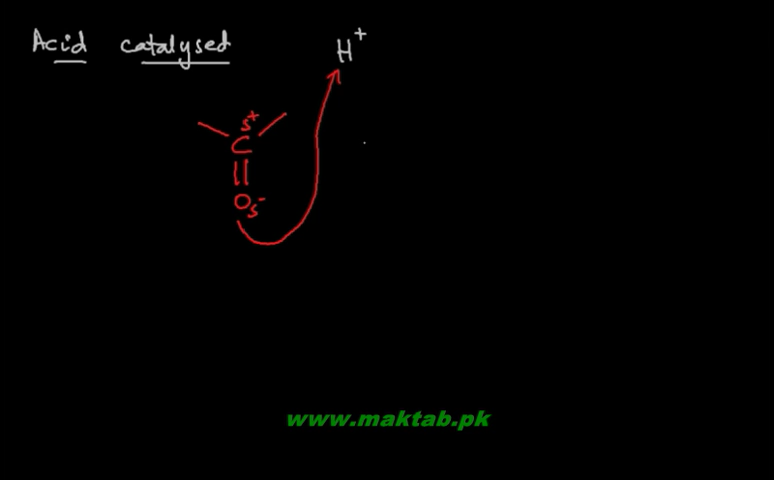 Acid catalysed H⁺
δ⁺
C
O δ⁻
www.maktab.pk